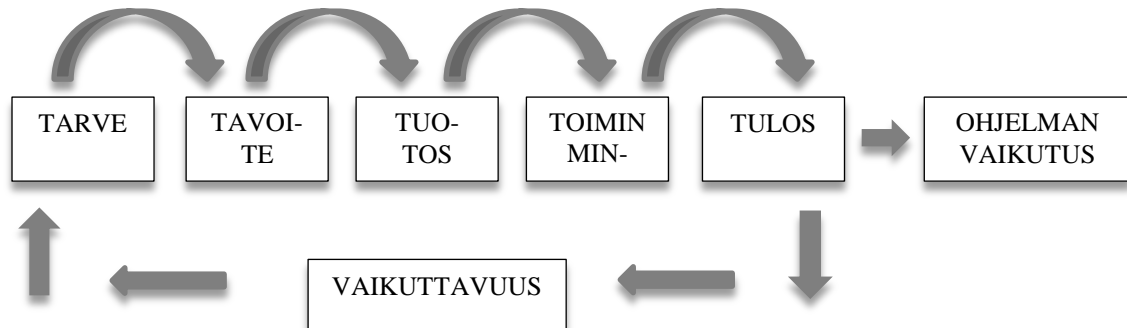 TARVE
TAVOI-
TE
TUO-
TOS
TOIMIN
MIN-
TULOS
OHJELMAN
VAIKUTUS
VAIKUTTAVUUS